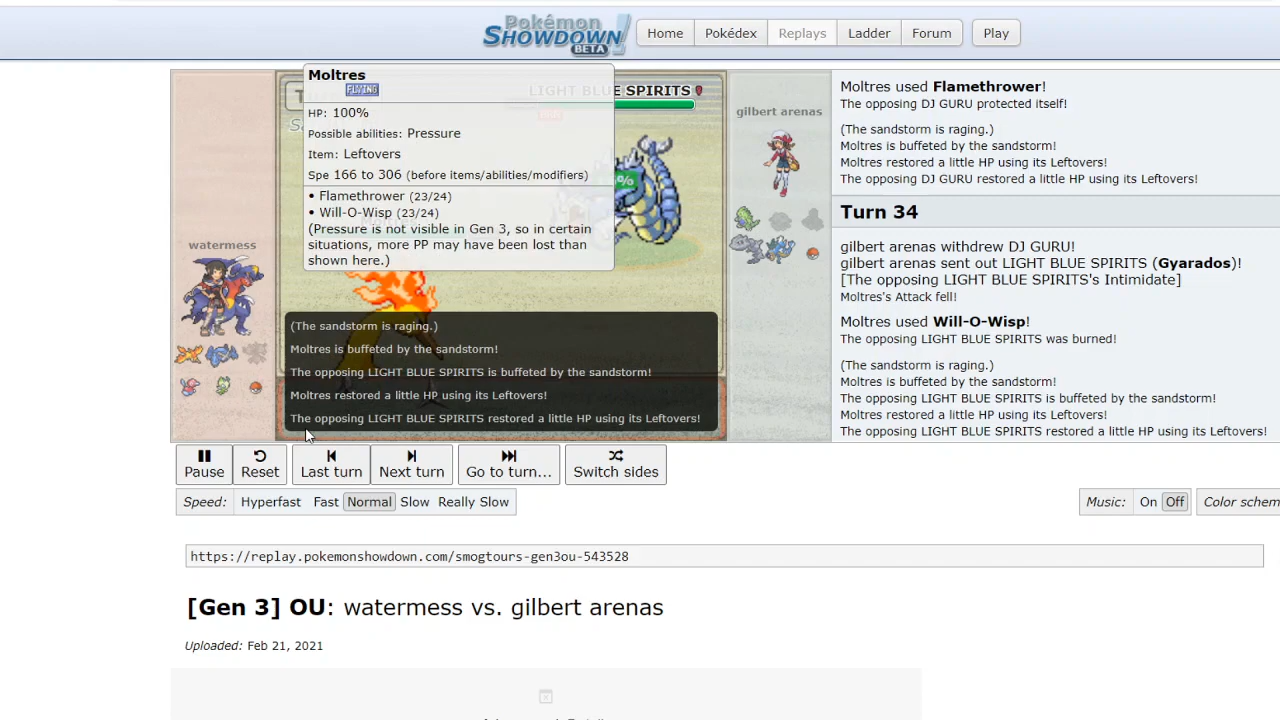 Pokémon
SHOWDOWN!
BETA
Home
Pokédex
Replays
Ladder
Forum
Play
Moltres
FLYING
HP: 100%
Possible abilities: Pressure
Item: Leftovers
Spe 166 to 306 (before items/abilities/modifiers)
• Flamethrower (23/24)
• Will-O-Wisp (23/24)
(Pressure is not visible in Gen 3, so in certain
situations, more PP may have been lost than
shown here.)
LIGHT BLUE SPIRITS
watermess
gilbert arenas
(The sandstorm is raging.)
Moltres is buffeted by the sandstorm!
The opposing LIGHT BLUE SPIRITS is buffeted by the sandstorm!
Moltres restored a little HP using its Leftovers!
The opposing LIGHT BLUE SPIRITS restored a little HP using its Leftovers!
Moltres used Flamethrower!
The opposing DJ GURU protected itself!
(The sandstorm is raging.)
Moltres is buffeted by the sandstorm!
Moltres restored a little HP using its Leftovers!
The opposing DJ GURU restored a little HP using its Leftovers!
Turn 34
gilbert arenas withdrew DJ GURU!
gilbert arenas sent out LIGHT BLUE SPIRITS (Gyarados)!
[The opposing LIGHT BLUE SPIRITS's Intimidate]
Moltres's Attack fell!
Moltres used Will-O-Wisp!
The opposing LIGHT BLUE SPIRITS was burned!
(The sandstorm is raging.)
Moltres is buffeted by the sandstorm!
The opposing LIGHT BLUE SPIRITS is buffeted by the sandstorm!
Moltres restored a little HP using its Leftovers!
The opposing LIGHT BLUE SPIRITS restored a little HP using its Leftovers!
Pause
Reset
Last turn
Next turn
Go to turn...
Switch sides
Speed: Hyperfast Fast Normal Slow Really Slow
Music: On Off
Color schem
https://replay.pokemonshowdown.com/smogtours-gen3ou-543528
[Gen 3] OU: watermess vs. gilbert arenas
Uploaded: Feb 21, 2021